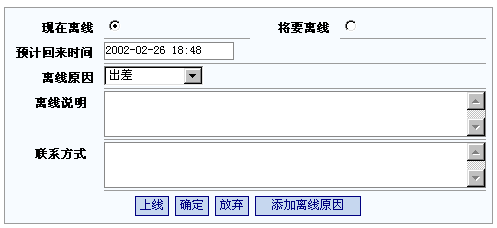 现在离线 将要离线
预计回来时间 2002-02-26 18:48
离线原因 出差
离线说明
联系方式
上线 确定 放弃 添加离线原因